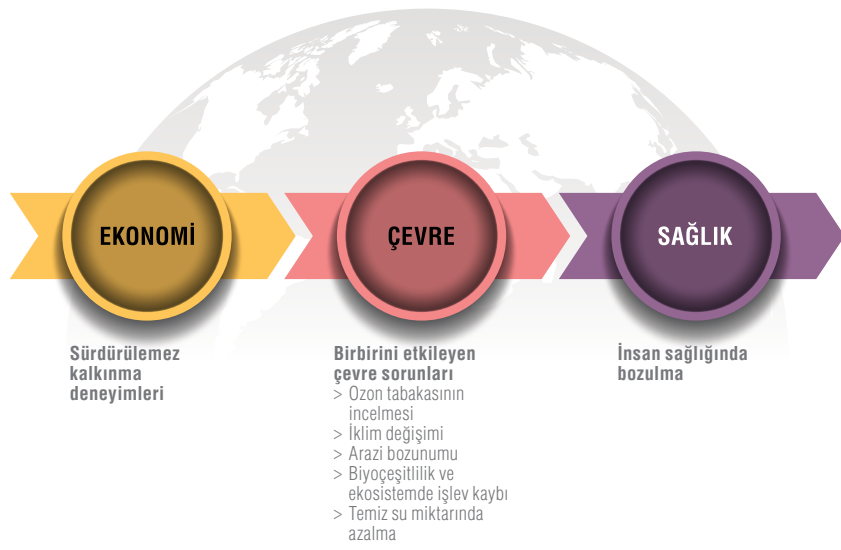 EKONOMİ
Sürdürülemez
kalkınma
deneyimleri
ÇEVRE
Birbirini etkileyen
çevre sorunları
> Ozon tabakasının
incelmesi
> İklim değişimi
> Arazi bozunumu
> Biyoçeşitlilik ve
ekosistemde işlev kaybı
> Temiz su miktarında
azalma
SAĞLIK
İnsan sağlığında
bozulma